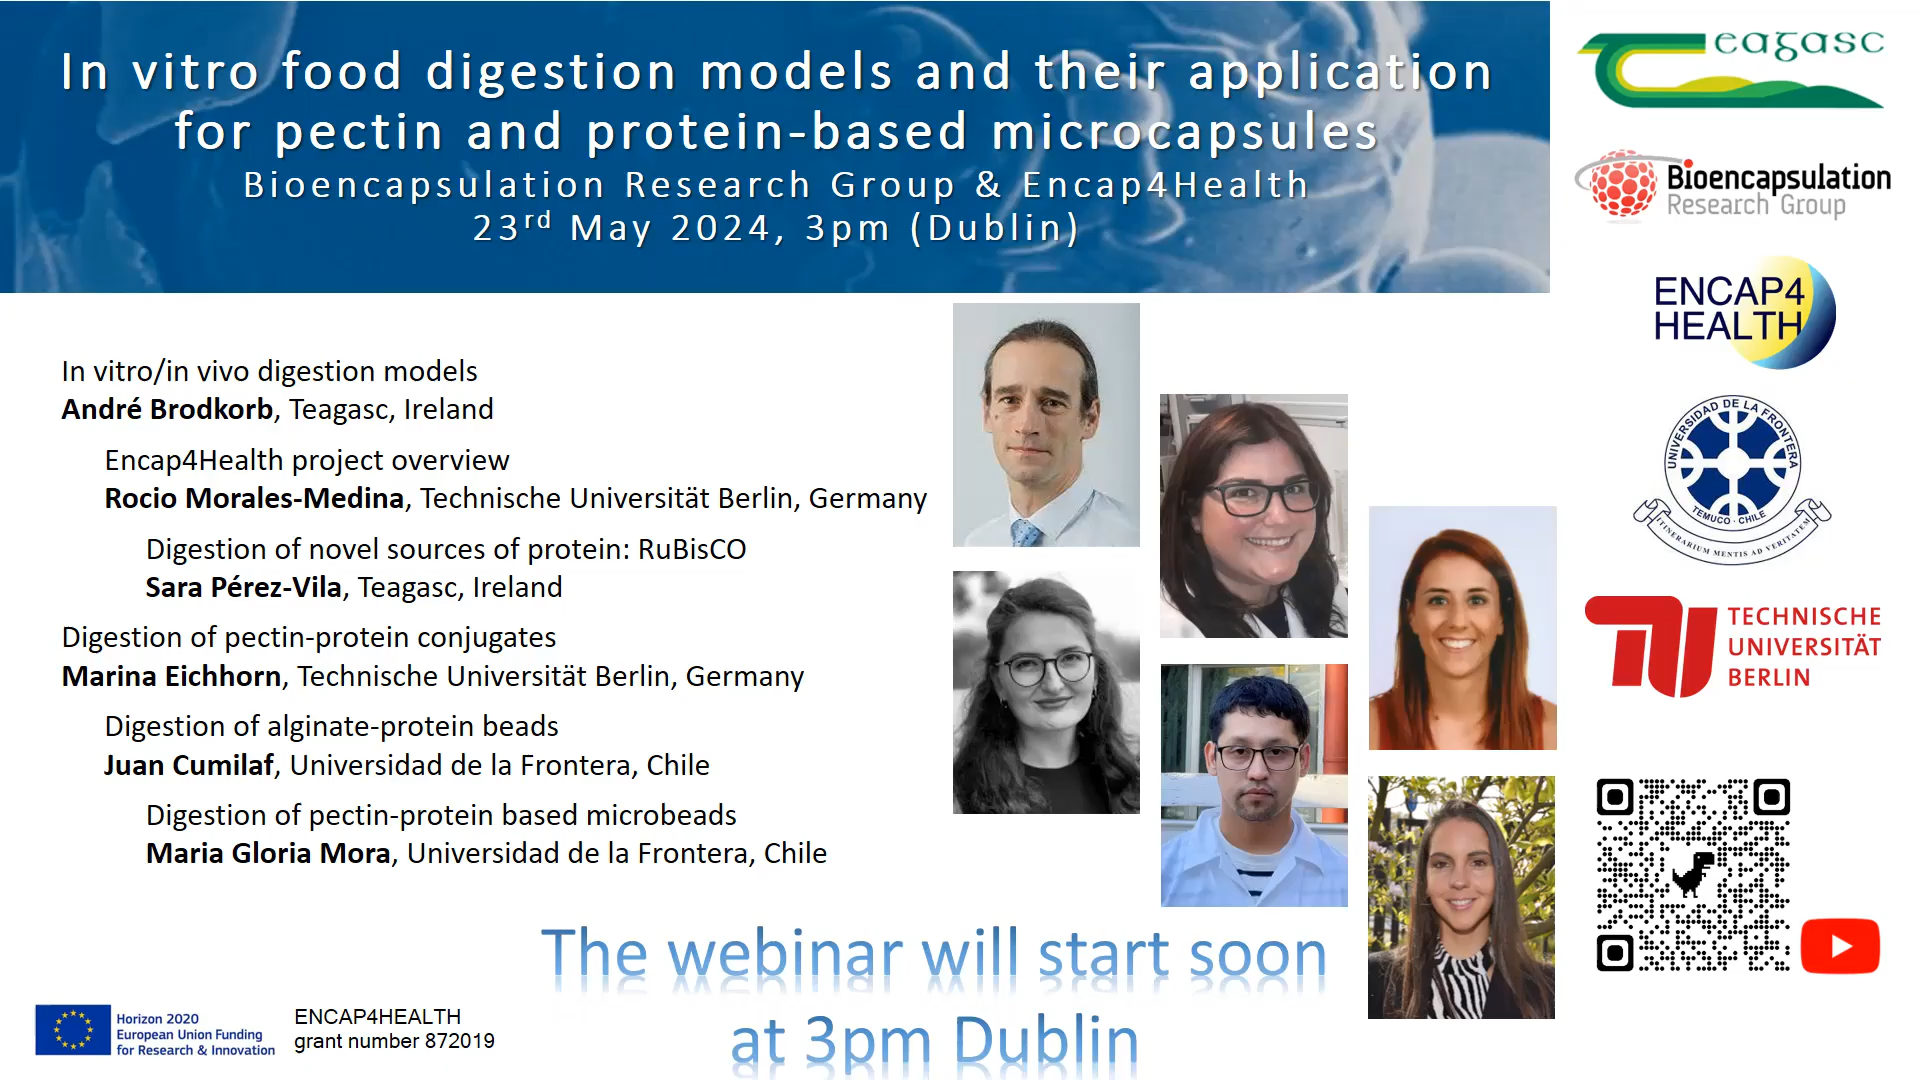 In vitro food digestion models and their application
for pectin and protein-based microcapsules
Bioencapsulation Research Group & Encap4Health
23rd May 2024, 3pm (Dublin)
In vitro/in vivo digestion models
André Brodkorb, Teagasc, Ireland
Encap4Health project overview
Rocio Morales-Medina, Technische Universität Berlin, Germany
Digestion of novel sources of protein: RuBisCO
Sara Pérez-Vila, Teagasc, Ireland
Digestion of pectin-protein conjugates
Marina Eichhorn, Technische Universität Berlin, Germany
Digestion of alginate-protein beads
Juan Cumilaf, Universidad de la Frontera, Chile
Digestion of pectin-protein based microbeads
Maria Gloria Mora, Universidad de la Frontera, Chile
The webinar will start soon
at 3pm Dublin
Horizon 2020
European Union Funding
for Research & Innovation
ENCAP4HEALTH
grant number 872019
eagasc
Bioencapsulation
Research Group
ENCAP4
HEALTH
UNIVERSIDAD DE LA FRONTERA
TEMUCO · CHILE
ITINERARIUM MENTIS AD VERITATEM
TECHNISCHE
UNIVERSITÄT
BERLIN